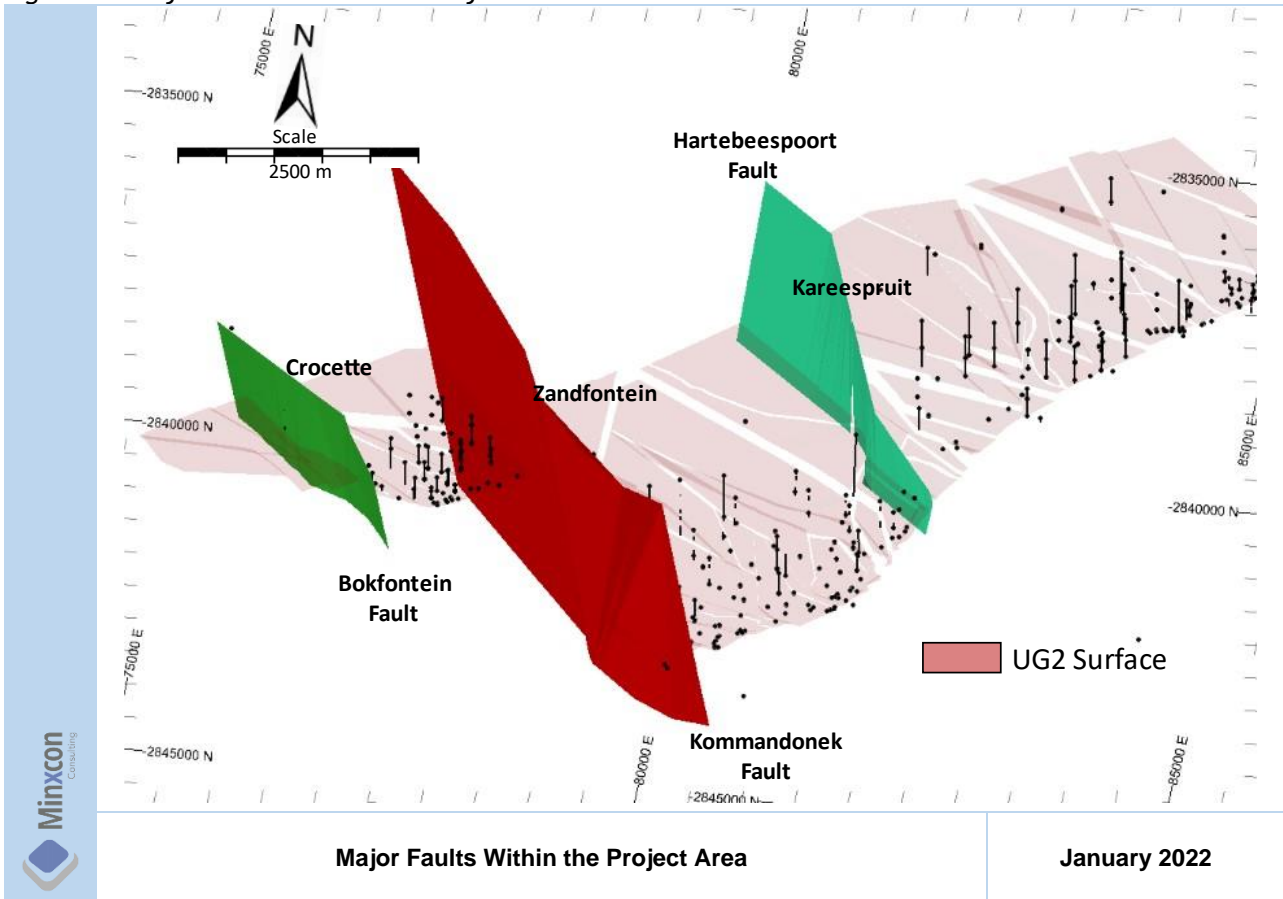 N
75000 E
80000 E
-2835000 N
Scale
2500 m
Hartebeespoort
Fault
-2835000 N
Kareespruit
Crocette
Zandfontein
-2840000 N
85000 E
-2840000 N
Bokfontein
Fault
75000 E
UG2 Surface
Kommandonek
Fault
-2845000 N
80000 E
-2845000 N
85000 E
Minxcon
Consulting
Major Faults Within the Project Area
January 2022